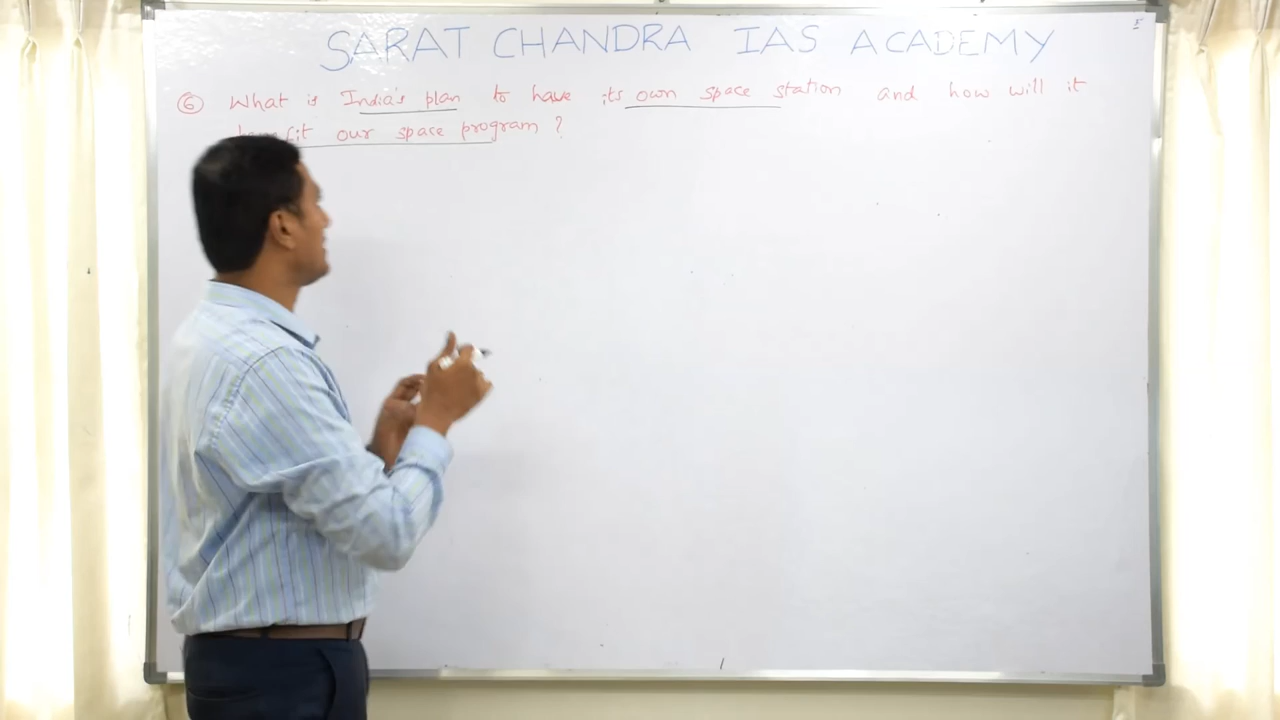 SARAT CHANDRA IAS ACADEMY
⑥ What is India's plan to have its own space station and how will it
our space program ?